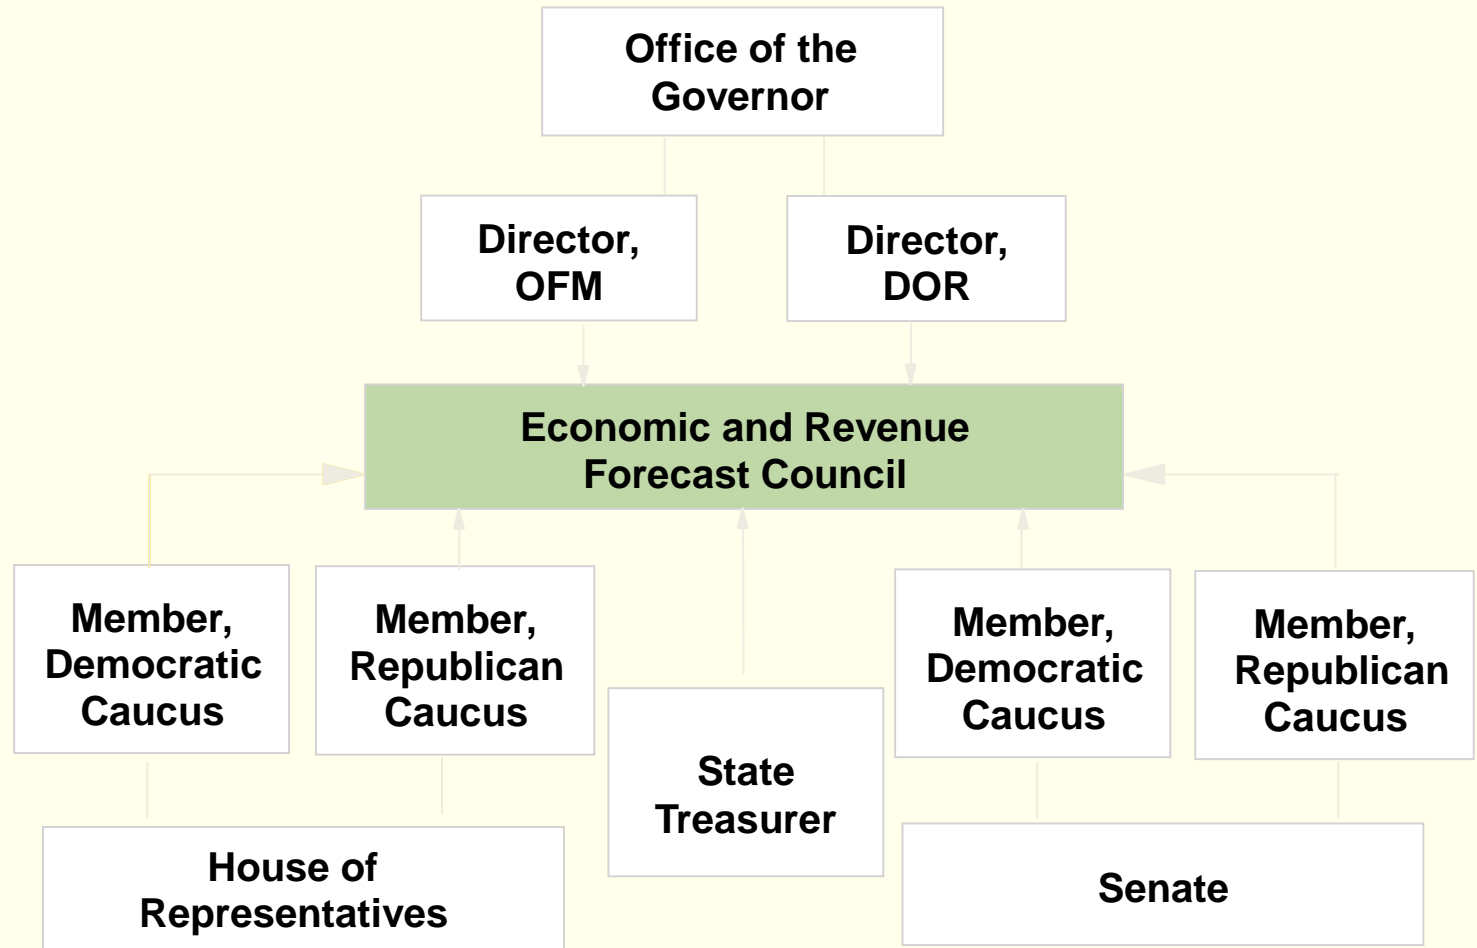 Office of the
Governor
Director,
OFM
Director,
DOR
Economic and Revenue
Forecast Council
Member,
Democratic
Caucus
Member,
Republican
Caucus
State
Treasurer
Member,
Democratic
Caucus
Member,
Republican
Caucus
House of
Representatives
Senate